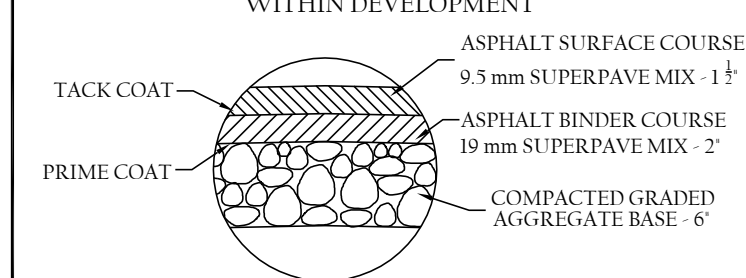 WITHIN DEVELOPMENT
ASPHALT SURFACE COURSE
9.5 mm SUPERPAVE MIX - 1 1/2"
TACK COAT
ASPHALT BINDER COURSE
19 mm SUPERPAVE MIX - 2"
PRIME COAT
COMPACTED GRADED
AGGREGATE BASE - 6"